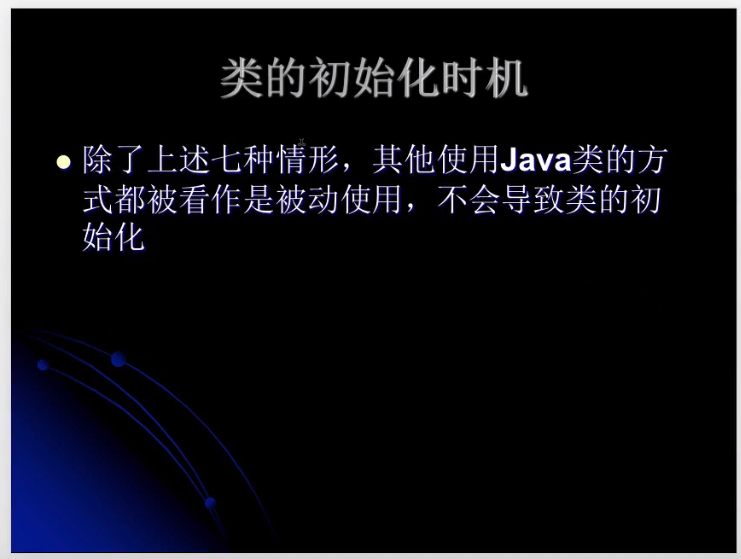 类的初始化时机
除了上述七种情形，其他使用Java类的方
式都被看作是被动使用，不会导致类的初
始化